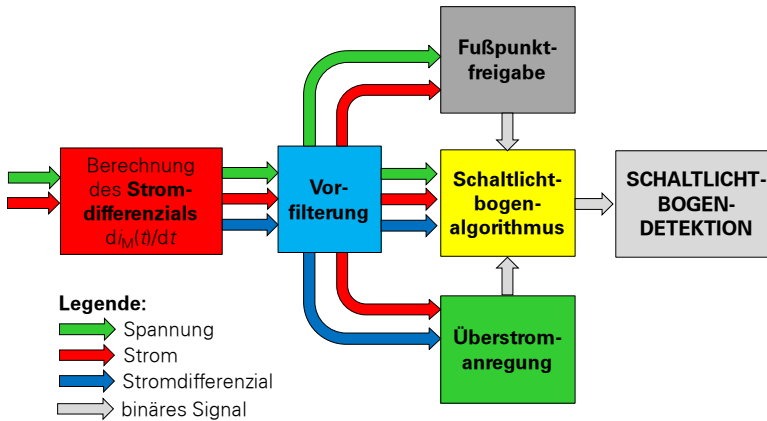 Fußpunkt-
freigabe
Berechnung
des Strom-
differenzials
diM(t)/dt
Vor-
filterung
Schaltlicht-
bogen-
algorithmus
SCHALTLICHT-
BOGEN-
DETEKTION
Überstrom-
anregung
Legende:
Spannung
Strom
Stromdifferenzial
binäres Signal